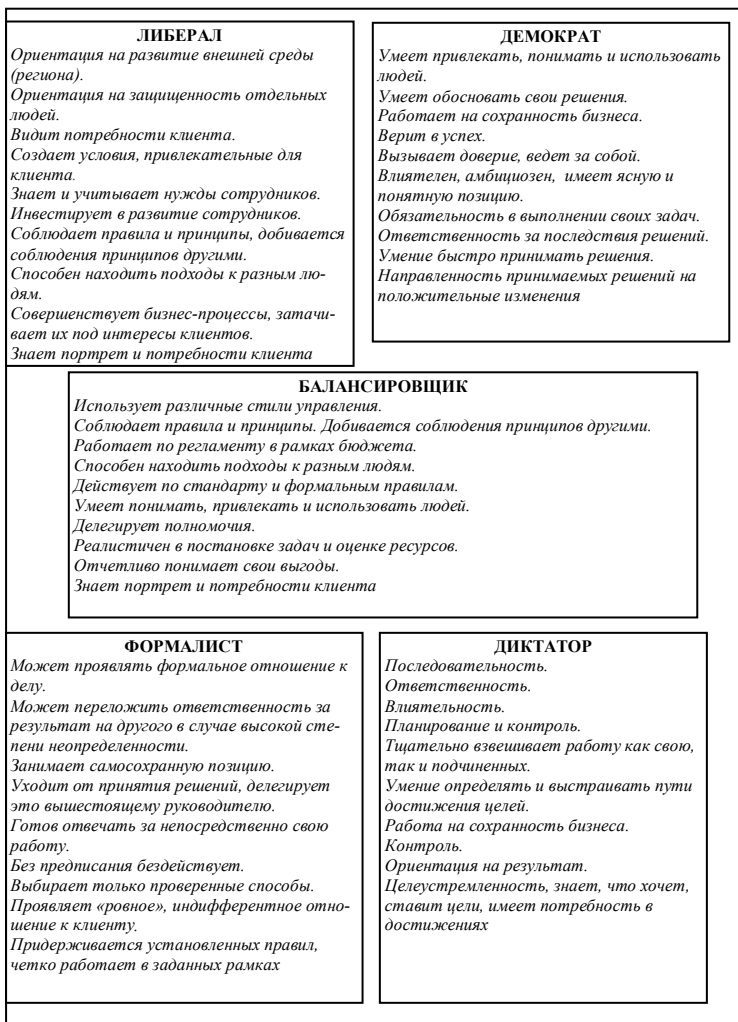 ЛИБЕРАЛ
Ориентация на развитие внешней среды
(региона).
Ориентация на защищенность отдельных
людей.
Видит потребности клиента.
Создает условия, привлекательные для
клиента.
Знает и учитывает нужды сотрудников.
Инвестирует в развитие сотрудников.
Соблюдает правила и принципы, добивается
соблюдения принципов другими.
Способен находить подходы к разным лю-
дям.
Совершенствует бизнес-процессы, затачи-
вает их под интересы клиентов.
Знает портрет и потребности клиента
ДЕМОКРАТ
Умеет привлекать, понимать и использовать
людей.
Умеет обосновать свои решения.
Работает на сохранность бизнеса.
Верит в успех.
Вызывает доверие, ведет за собой.
Влиятелен, амбициозен, имеет ясную и
понятную позицию.
Обязательность в выполнении своих задач.
Ответственность за последствия решений.
Умение быстро принимать решения.
Направленность принимаемых решений на
положительные изменения
БАЛАНСИРОВЩИК
Использует различные стили управления.
Соблюдает правила и принципы. Добивается соблюдения принципов другими.
Работает по регламенту в рамках бюджета.
Способен находить подходы к разным людям.
Действует по стандарту и формальным правилам.
Умеет понимать, привлекать и использовать людей.
Делегирует полномочия.
Реалистичен в постановке задач и оценке ресурсов.
Отчетливо понимает свои выгоды.
Знает портрет и потребности клиента
ФОРМАЛИСТ
Может проявлять формальное отношение к
делу.
Может переложить ответственность за
результат на другого в случае высокой сте-
пени неопределенности.
Занимает самосохранную позицию.
Уходит от принятия решений, делегирует
это вышестоящему руководителю.
Готов отвечать за непосредственно свою
работу.
Без предписания бездействует.
Выбирает только проверенные способы.
Проявляет «ровное», индифферентное отно-
шение к клиенту.
Придерживается установленных правил,
четко работает в заданных рамках
ДИКТАТОР
Последовательность.
Ответственность.
Влиятельность.
Планирование и контроль.
Тщательно взвешивает работу как свою,
так и подчиненных.
Умение определять и выстраивать пути
достижения целей.
Работа на сохранность бизнеса.
Контроль.
Ориентация на результат.
Целеустремленность, знает, что хочет,
ставит цели, имеет потребность в
достижениях